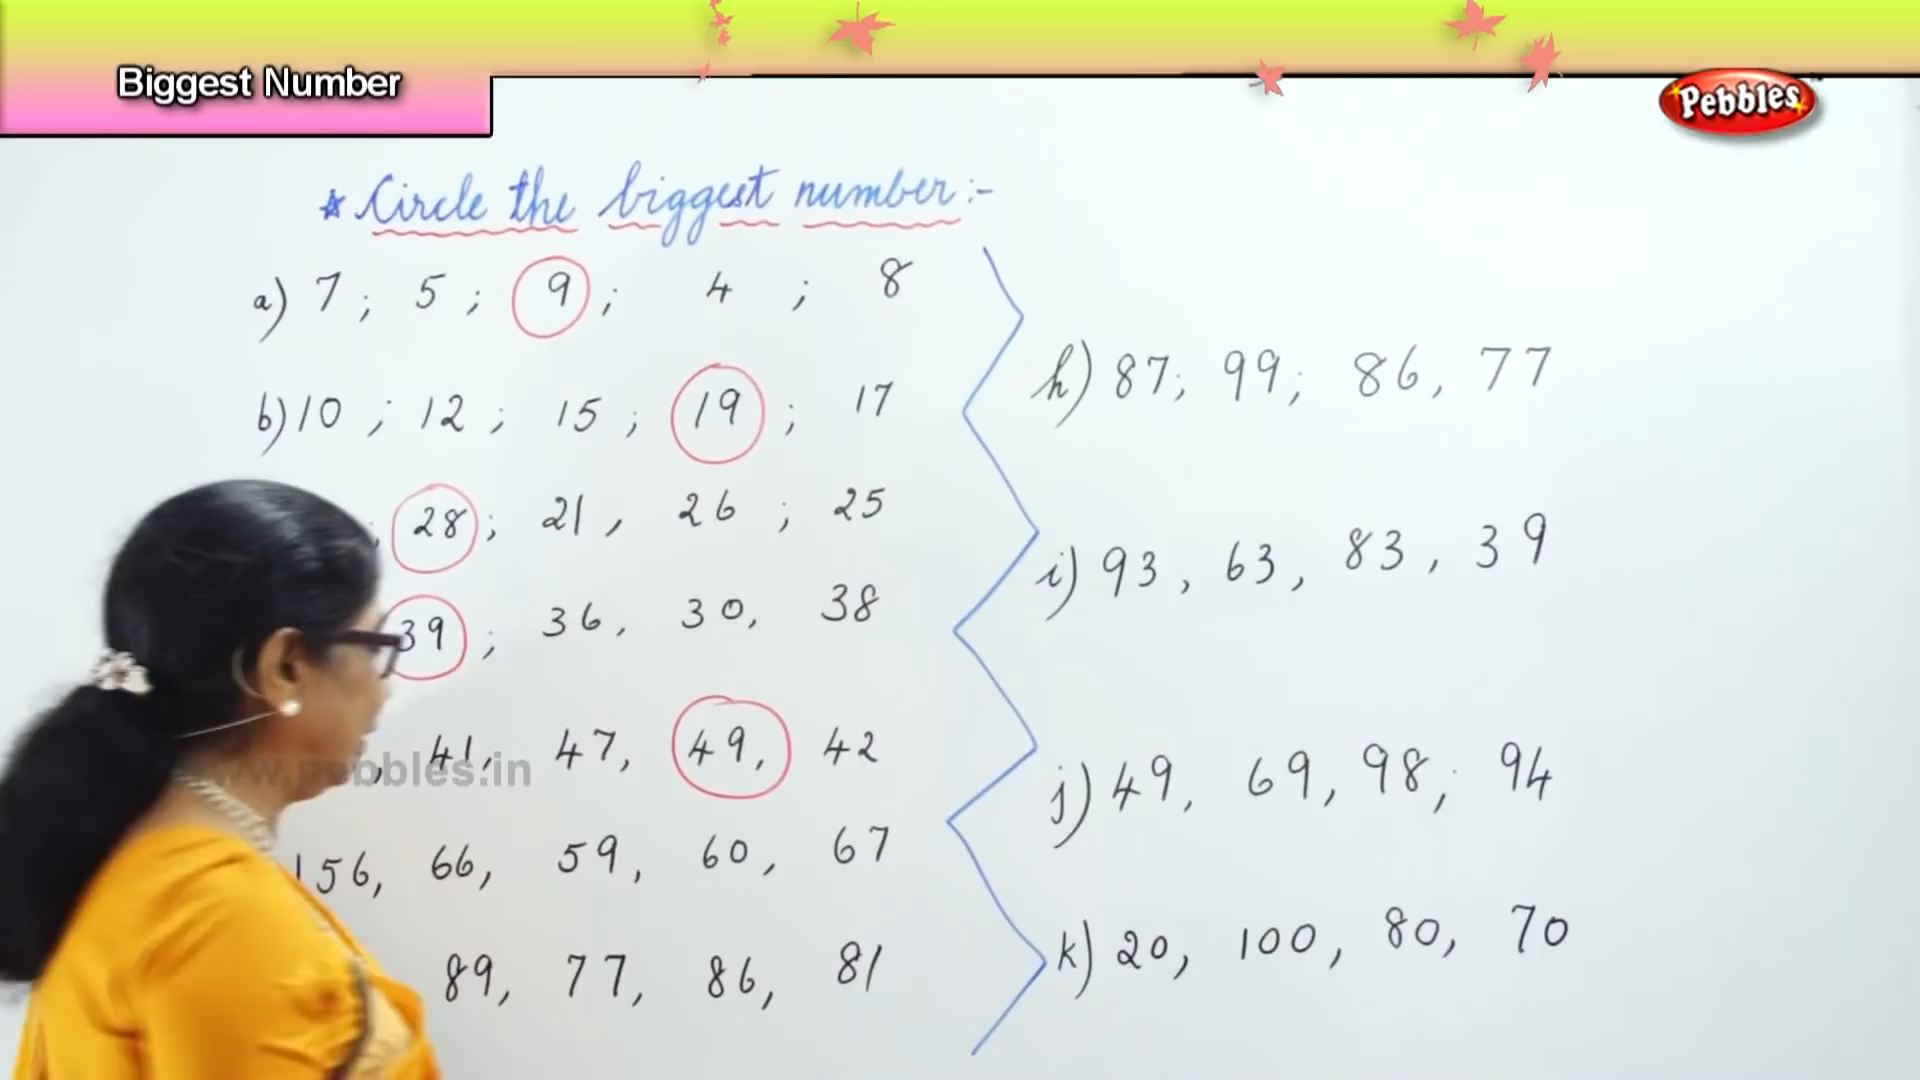 Biggest Number
Pebbles
* Circle the biggest number:-
a) 7 ; 5 ; 9 ; 4 ; 8
b) 10 ; 12 ; 15 ; 19 ; 17
; 28 ; 21 , 26 ; 25
39 ; 36 , 30, 38
, 41, 47, 49, 42
56, 66, 59, 60, 67
89, 77, 86, 81
h) 87; 99; 86, 77
i) 93, 63, 83, 39
j) 49, 69, 98; 94
k) 20, 100, 80, 70
www.pebbles.in